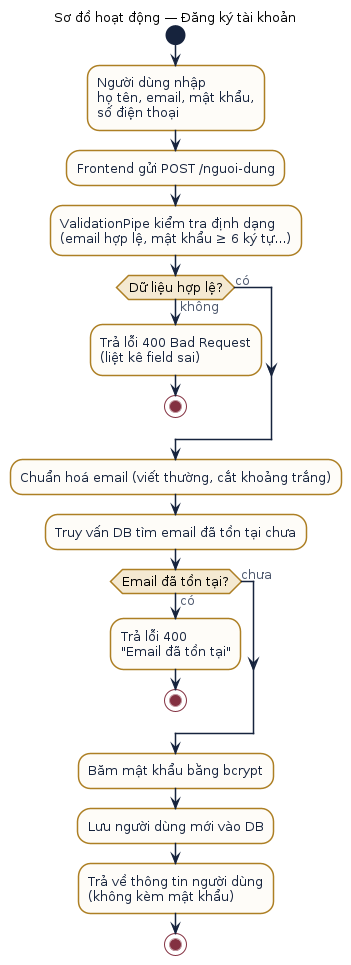 Sơ đồ hoạt động — Đăng ký tài khoản
Người dùng nhập
họ tên, email, mật khẩu,
số điện thoại
Frontend gửi POST /nguoi-dung
ValidationPipe kiểm tra định dạng
(email hợp lệ, mật khẩu ≥ 6 ký tự...)
Dữ liệu hợp lệ?
có
không
Trả lỗi 400 Bad Request
(liệt kê field sai)
Chuẩn hoá email (viết thường, cắt khoảng trắng)
Truy vấn DB tìm email đã tồn tại chưa
Email đã tồn tại?
chưa
có
Trả lỗi 400
"Email đã tồn tại"
Băm mật khẩu bằng bcrypt
Lưu người dùng mới vào DB
Trả về thông tin người dùng
(không kèm mật khẩu)